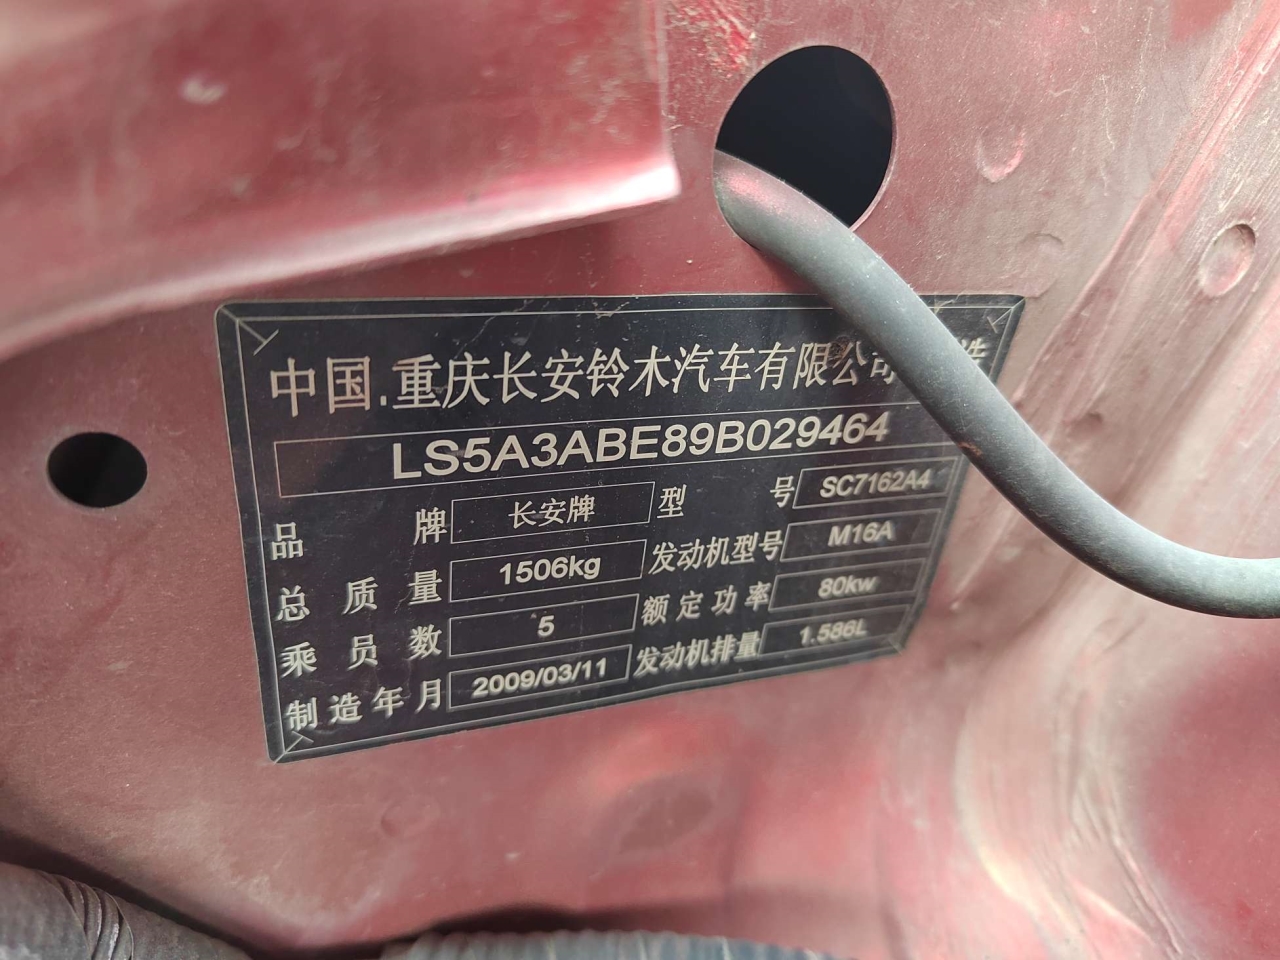 中国.重庆长安铃木汽车有限公司
LS5A3ABE89B029464
品牌 长安牌 型号 SC7162A4
总质量 1506kg 发动机型号 M16A
乘员数 5 额定功率 80kw
制造年月 2009/03/11 发动机排量 1.586L